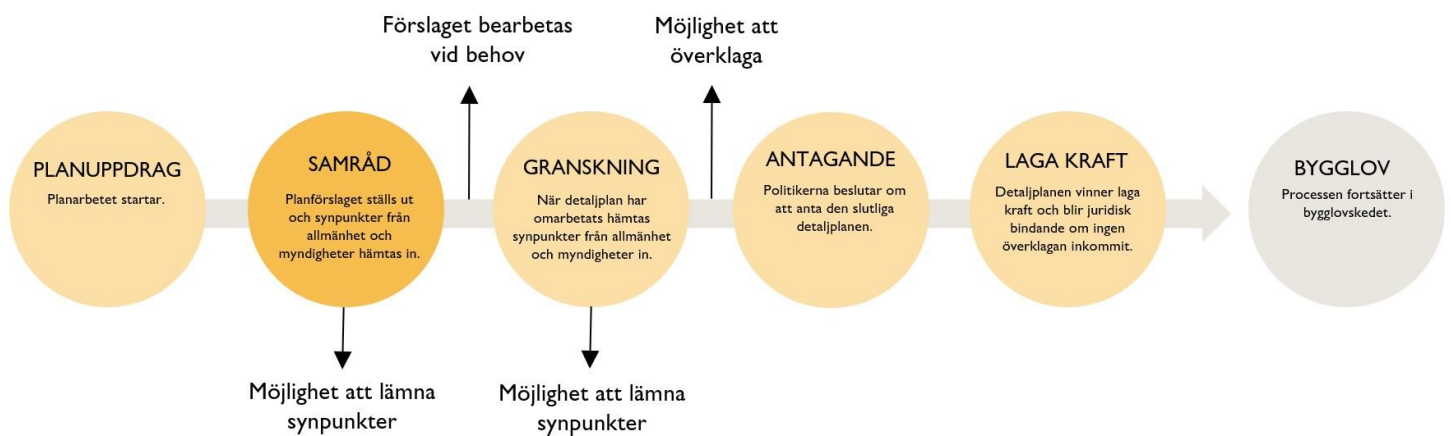 Förslaget bearbetas
vid behov
Möjlighet att
överklaga
PLANUPPDRAG
Planarbetet startar.
SAMRÅD
Planförslaget ställs ut
och synpunkter från
allmänhet och
myndigheter hämtas in.
GRANSKNING
När detaljplan har
omarbetats hämtas
synpunkter från allmänhet
och myndigheter in.
ANTAGANDE
Politikerna beslutar om
att anta den slutliga
detaljplanen.
LAGA KRAFT
Detaljplanen vinner laga
kraft och blir juridisk
bindande om ingen
överklagan inkommit.
BYGGLOV
Processen fortsätter i
bygglovskedet.
Möjlighet att lämna
synpunkter
Möjlighet att lämna
synpunkter